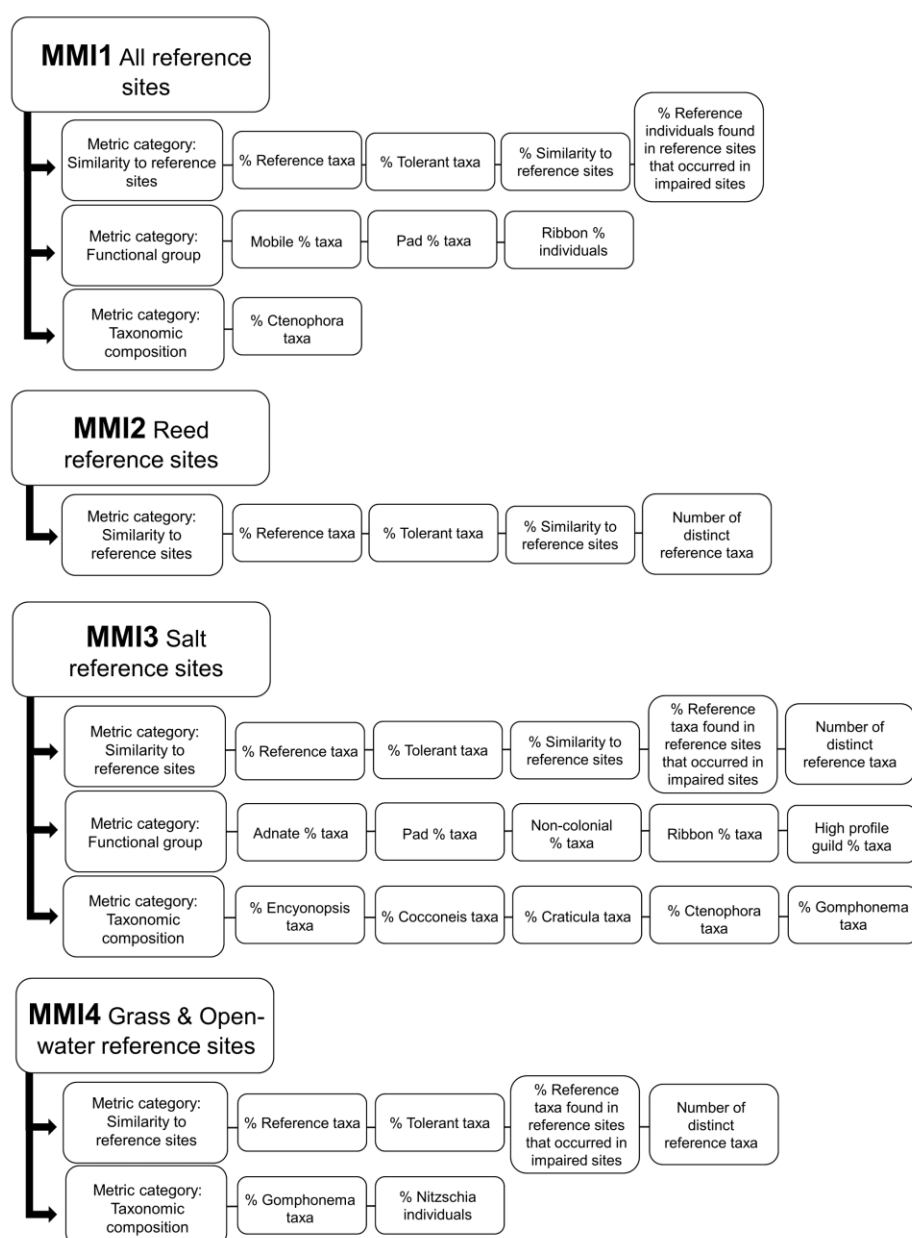 MMI1 All reference
sites
Metric category:
Similarity to reference
sites
% Reference taxa
% Tolerant taxa
% Similarity to
reference sites
% Reference
individuals found
in reference sites
that occurred in
impaired sites
Metric category:
Functional group
Mobile % taxa
Pad % taxa
Ribbon %
individuals
Metric category:
Taxonomic
composition
% Ctenophora
taxa
MMI2 Reed
reference sites
Metric category:
Similarity to
reference sites
% Reference taxa
% Tolerant taxa
% Similarity to
reference sites
Number of
distinct
reference taxa
MMI3 Salt
reference sites
Metric category:
Similarity to
reference sites
% Reference taxa
% Tolerant taxa
% Similarity to
reference sites
% Reference
taxa found in
reference sites
that occurred in
impaired sites
Number of
distinct
reference taxa
Metric category:
Functional
group
Adnate % taxa
Pad % taxa
Non-colonial
% taxa
Ribbon % taxa
High profile
guild % taxa
Metric category:
Taxonomic
composition
% Encyonopsis
taxa
% Cocconeis taxa
% Craticula taxa
% Ctenophora
taxa
% Gomphonema
taxa
MMI4 Grass & Open-
water reference sites
Metric category:
Similarity to
reference sites
% Reference taxa
% Tolerant taxa
% Reference
taxa found in
reference sites
that occurred in
impaired sites
Number of
distinct
reference taxa
Metric category:
Taxonomic
composition
% Gomphonema
taxa
% Nitzschia
individuals